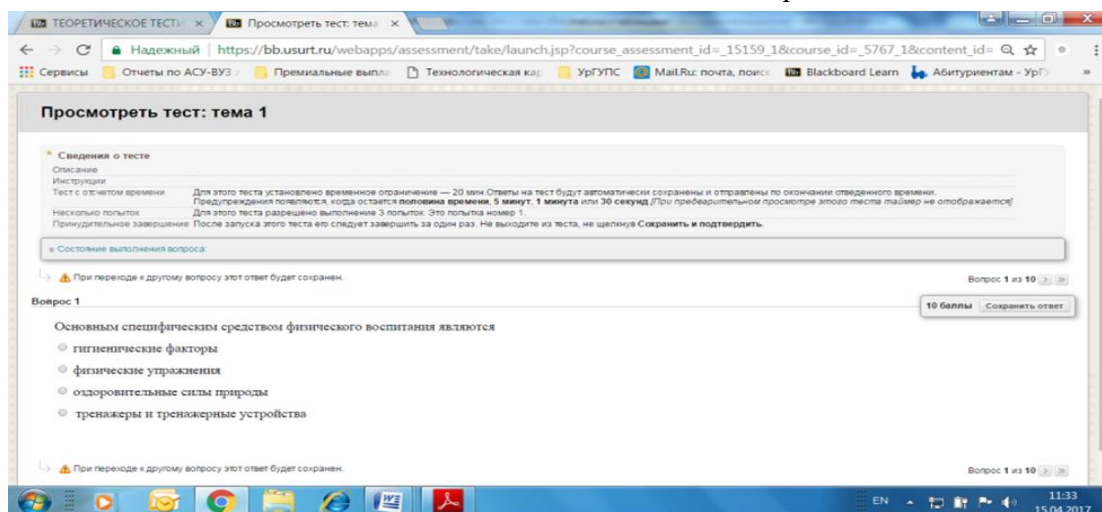 ТЕОРЕТИЧЕСКОЕ ТЕСТИ
Просмотреть тест: тема
Надежный https://bb.usurt.ru/webapps/assessment/take/launch.jsp?course_assessment_id=_15159_1&course_id=_5767_1&content_id=
Сервисы Отчеты по АСУ-ВУЗ Премиальные выпла Технологическая кар УрГУПС Mail.Ru: почта, поиск Blackboard Learn Абитуриентам - УрГ
Просмотреть тест: тема 1
Сведения о тесте
Описание
Инструкции
Тест с отсчетом времени Для этого теста установлено временное ограничение — 20 мин.Ответы на тест будут автоматически сохранены и отправлены по окончании отведенного времени.
Предупреждения появляются, когда остается половина времени, 5 минут, 1 минута или 30 секунд.[При предварительном просмотре этого теста таймер не отображается]
Несколько попыток Для этого теста разрешено выполнение 3 попыток. Это попытка номер 1.
Принудительное завершение После запуска этого теста его следует завершить за один раз. Не выходите из теста, не щелкнув Сохранить и подтвердить.
Состояние выполнения вопроса:
При переходе к другому вопросу этот ответ будет сохранен. Вопрос 1 из 10
Вопрос 1 10 баллы Сохранить ответ
Основным специфическим средством физического воспитания являются
гигиенические факторы
физические упражнения
оздоровительные силы природы
тренажеры и тренажерные устройства
При переходе к другому вопросу этот ответ будет сохранен. Вопрос 1 из 10
EN 11:33
15.04.2017